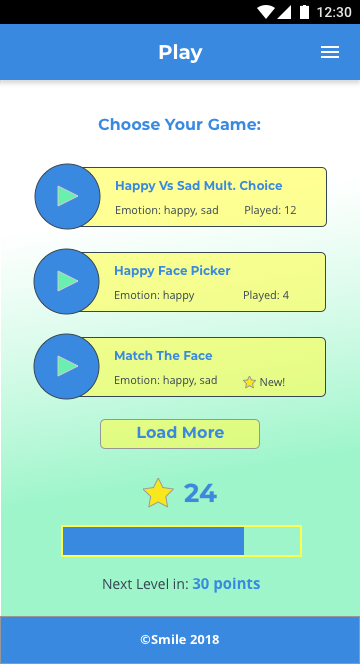 12:30
Play
Choose Your Game:
Happy Vs Sad Mult. Choice
Emotion: happy, sad Played: 12
Happy Face Picker
Emotion: happy Played: 4
Match The Face
Emotion: happy, sad New!
Load More
24
Next Level in: 30 points
©Smile 2018